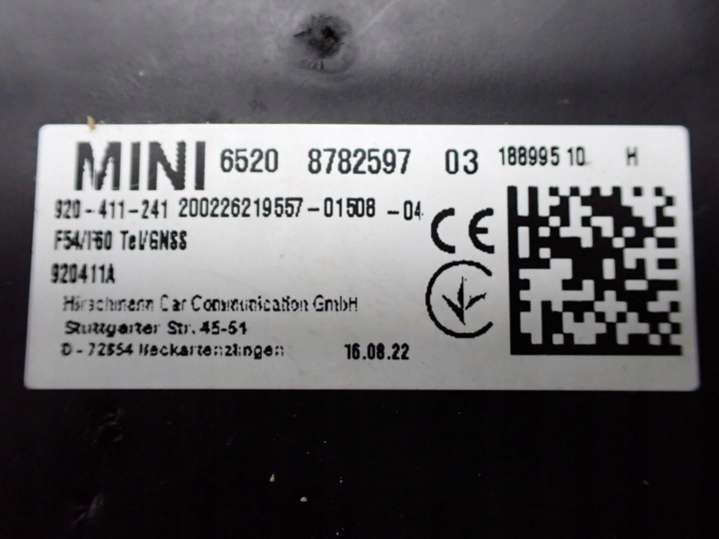 MINI 6520 8782597 03 18899510 H
920-411-241 200226219557-01508-04
F54/F60 Tel/GNSS
920411A
CE
Hirschmann Car Communication GmbH
Stuttgarter Str. 45-51
D-72654 Neckartenzlingen 16.08.22